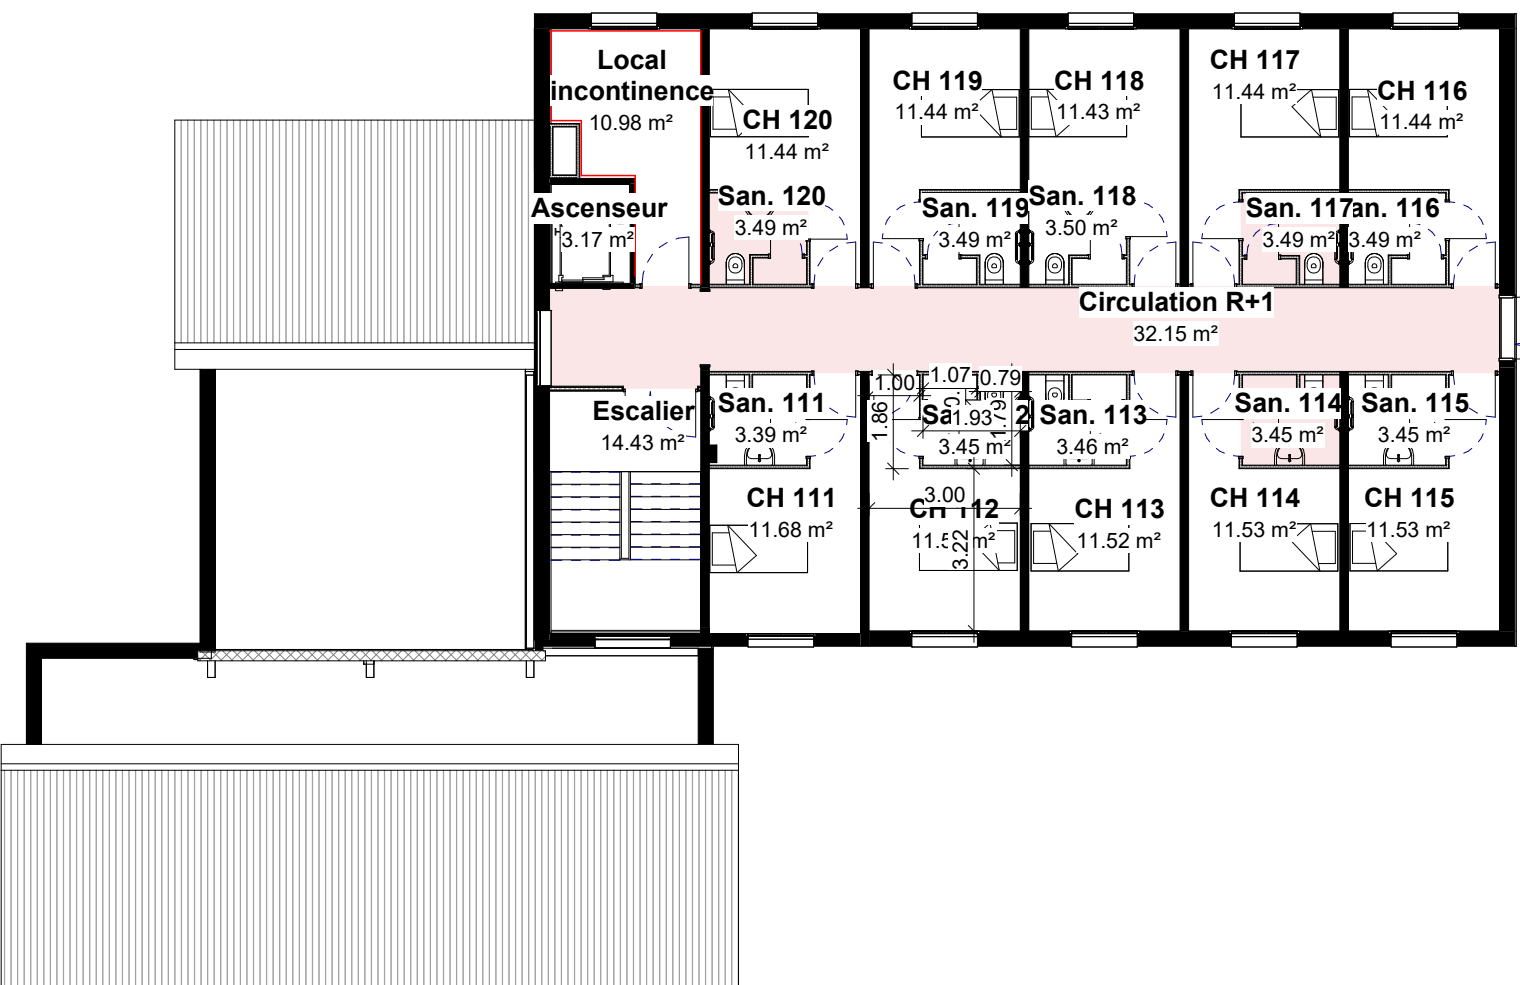 Local
incontinence
10.98 m²
CH 120
11.44 m²
CH 119
11.44 m²
CH 118
11.43 m²
CH 117
11.44 m²
CH 116
11.44 m²
Ascenseur
3.17 m²
San. 120
3.49 m²
San. 119
3.49 m²
San. 118
3.50 m²
San. 117
3.49 m²
an. 116
3.49 m²
Circulation R+1
32.15 m²
Escalier
14.43 m²
San. 111
3.39 m²
1.00
1.07
0.79
1.86
1.93
1.79
3.45 m²
San. 113
3.46 m²
San. 114
3.45 m²
San. 115
3.45 m²
CH 111
11.68 m²
3.00
CH 112
3.22
CH 113
11.52 m²
CH 114
11.53 m²
CH 115
11.53 m²